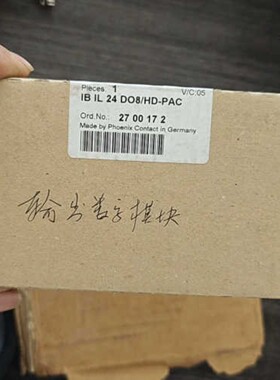 Pieces: 1 V/C:05
IB IL 24 DO8/HD-PAC
Ord.No.: 27 00 17 2
Made by Phoenix Contact in Germany
输出数字模块